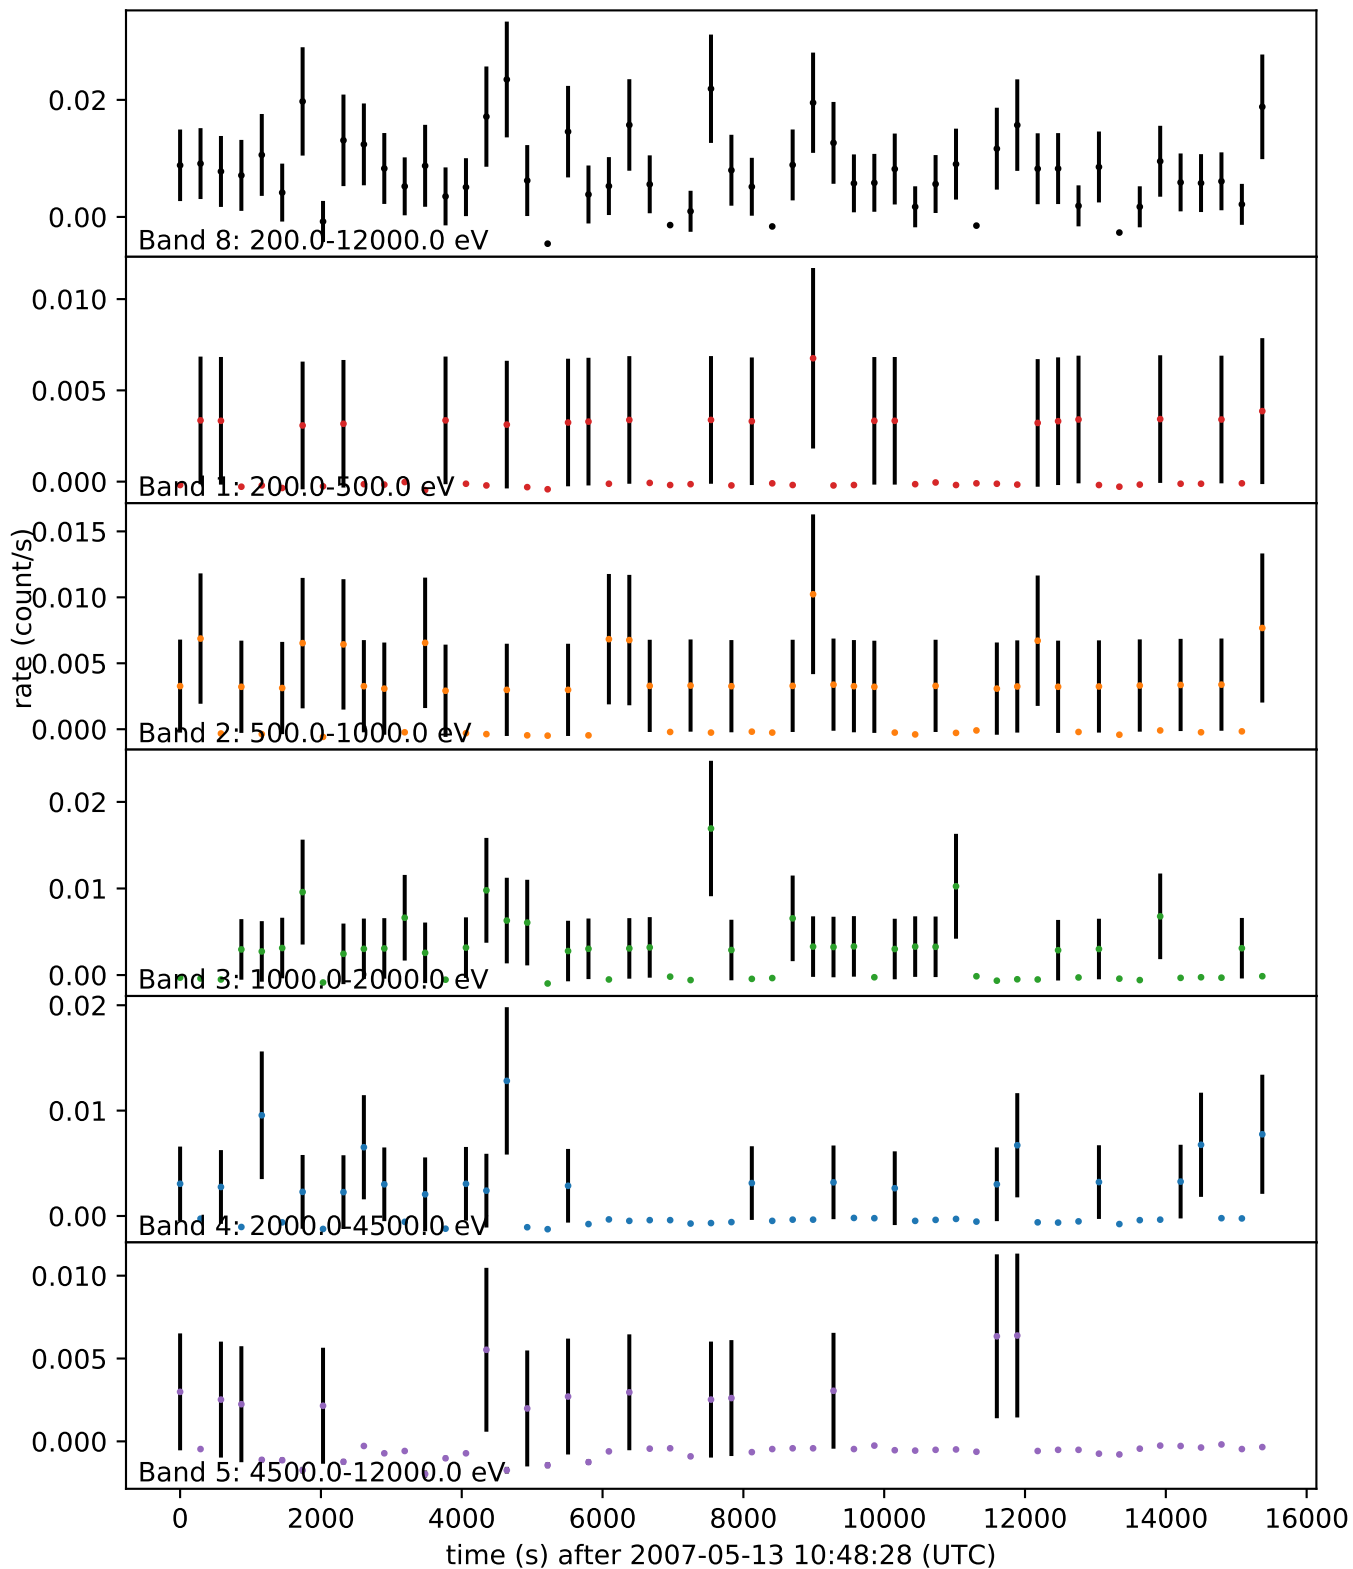 0.02
0.00
Band 8: 200.0-12000.0 eV
0.010
0.005
0.000
Band 1: 200.0-500.0 eV
rate (count/s)
0.015
0.010
0.005
0.000
Band 2: 500.0-1000.0 eV
0.02
0.01
0.00
Band 3: 1000.0-2000.0 eV
0.02
0.01
0.00
Band 4: 2000.0-4500.0 eV
0.010
0.005
0.000
Band 5: 4500.0-12000.0 eV
0 2000 4000 6000 8000 10000 12000 14000 16000
time (s) after 2007-05-13 10:48:28 (UTC)